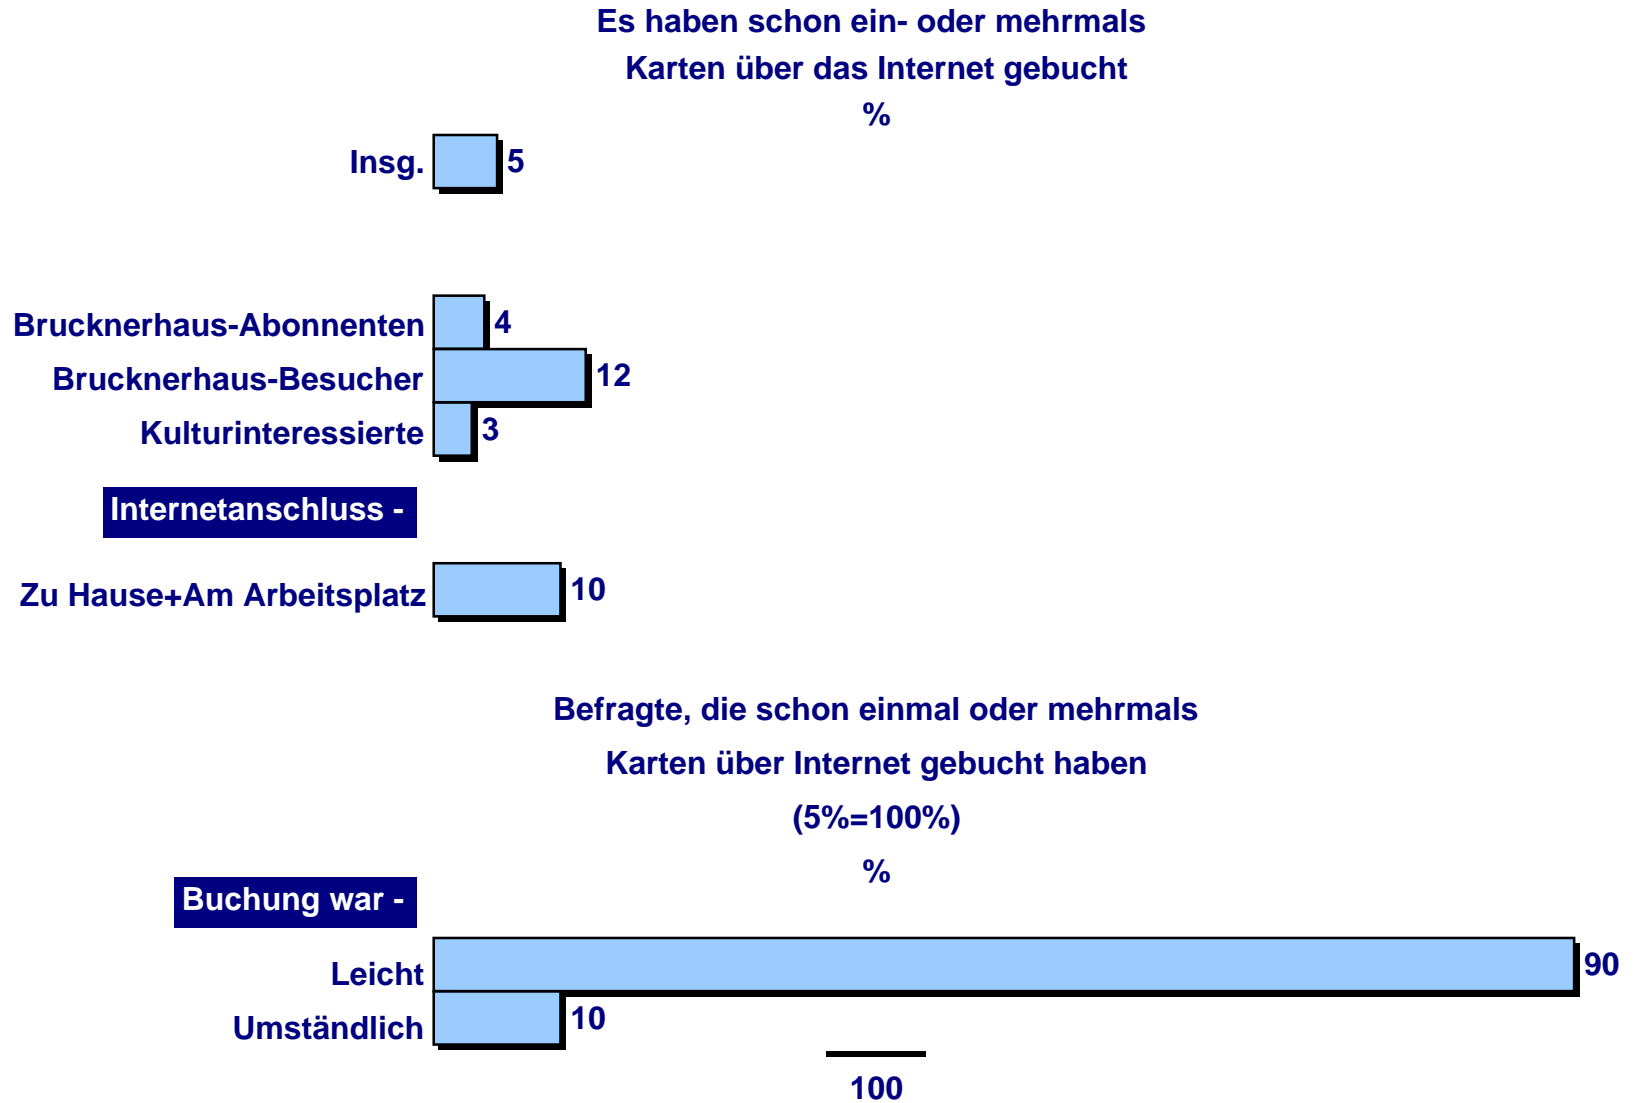 Es haben schon ein- oder mehrmals
Karten über das Internet gebucht
%
Insg. 5
Brucknerhaus-Abonnenten 4
Brucknerhaus-Besucher 12
Kulturinteressierte 3
Internetanschluss -
Zu Hause+Am Arbeitsplatz 10
Befragte, die schon einmal oder mehrmals
Karten über Internet gebucht haben
(5%=100%)
%
Buchung war -
Leicht 90
Umständlich 10
100